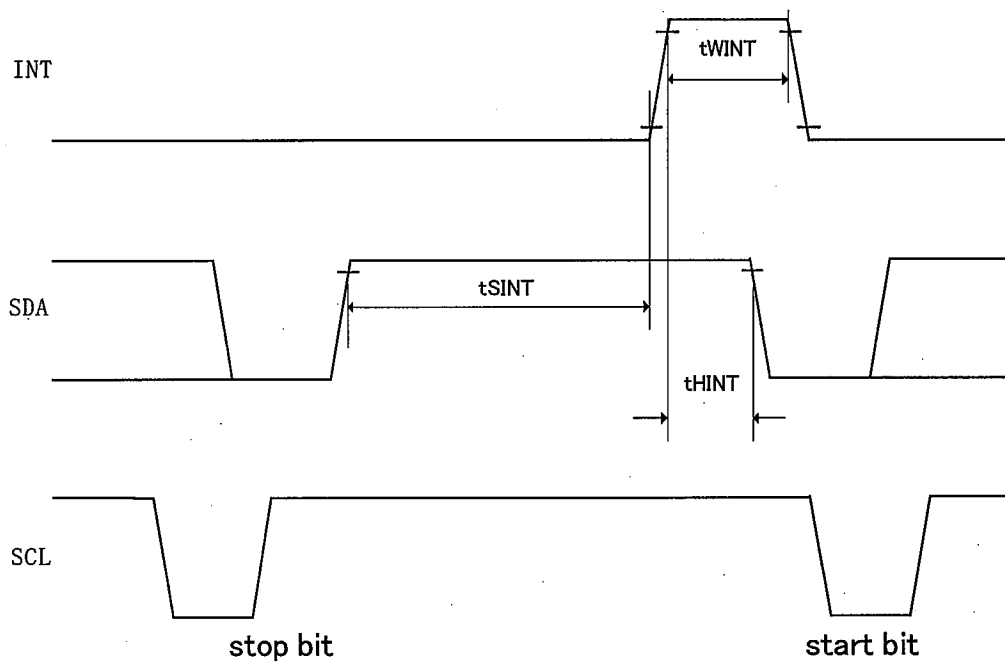 INT
tWINT
SDA
tSINT
tHINT
SCL
stop bit
start bit